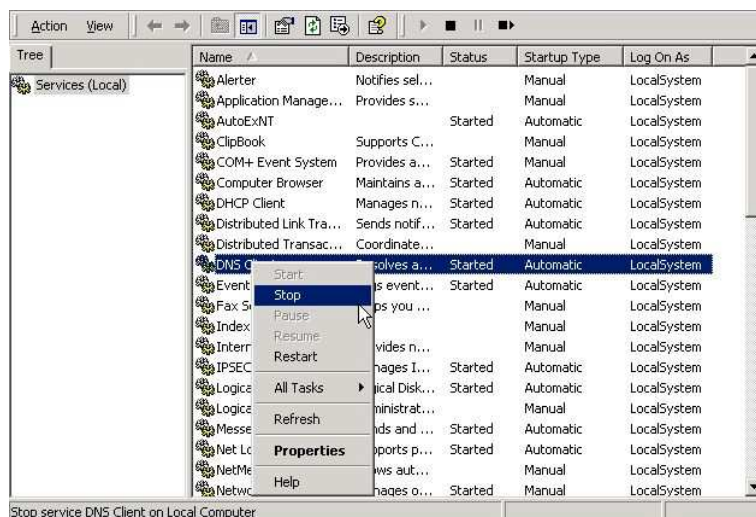 Action View
Tree
Services (Local)
Name Description Status Startup Type Log On As
Alerter Notifies sel... Manual LocalSystem
Application Manage... Provides s... Manual LocalSystem
AutoExNT Started Automatic LocalSystem
ClipBook Supports C... Manual LocalSystem
COM+ Event System Provides a... Started Manual LocalSystem
Computer Browser Maintains a... Started Automatic LocalSystem
DHCP Client Manages n... Started Automatic LocalSystem
Distributed Link Tra... Sends notif... Started Automatic LocalSystem
Distributed Transac... Coordinate... Manual LocalSystem
DNS Started Automatic LocalSystem
Event Started Automatic LocalSystem
Fax Manual LocalSystem
Index Manual LocalSystem
Intern Manual LocalSystem
IPSEC Started Automatic LocalSystem
Logica Started Automatic LocalSystem
Logica Manual LocalSystem
Messe Started Automatic LocalSystem
Net Started Automatic LocalSystem
NetMe Manual LocalSystem
Netwo Started Manual LocalSystem
Start
Stop
Pause
Resume
Restart
All Tasks
Refresh
Properties
Help
Stop service DNS Client on Local Computer